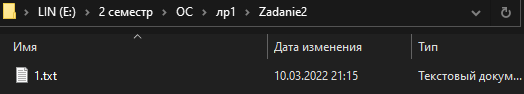 LIN (E:) > 2 семестр > ОС > лр1 > Zadanie2
Имя Дата изменения Тип
1.txt 10.03.2022 21:15 Текстовый докум...